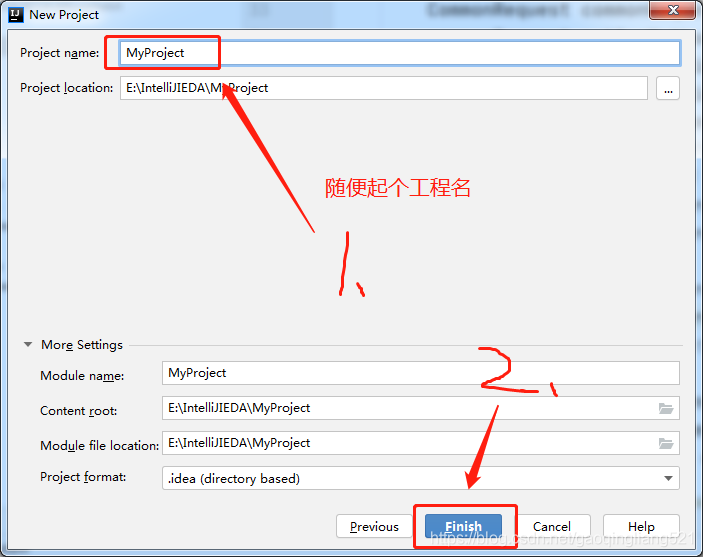 New Project
CommonRequest common
Project name: MyProject
Project location: E:\IntelliJIEDA\MyProject
...
随便起个工程名
1、
More Settings
2、
Module name: MyProject
Content root: E:\IntelliJIEDA\MyProject
Module file location: E:\IntelliJIEDA\MyProject
Project format: .idea (directory based)
Previous Finish Cancel Help
https://blog.csdn.net/gaoqingliang521